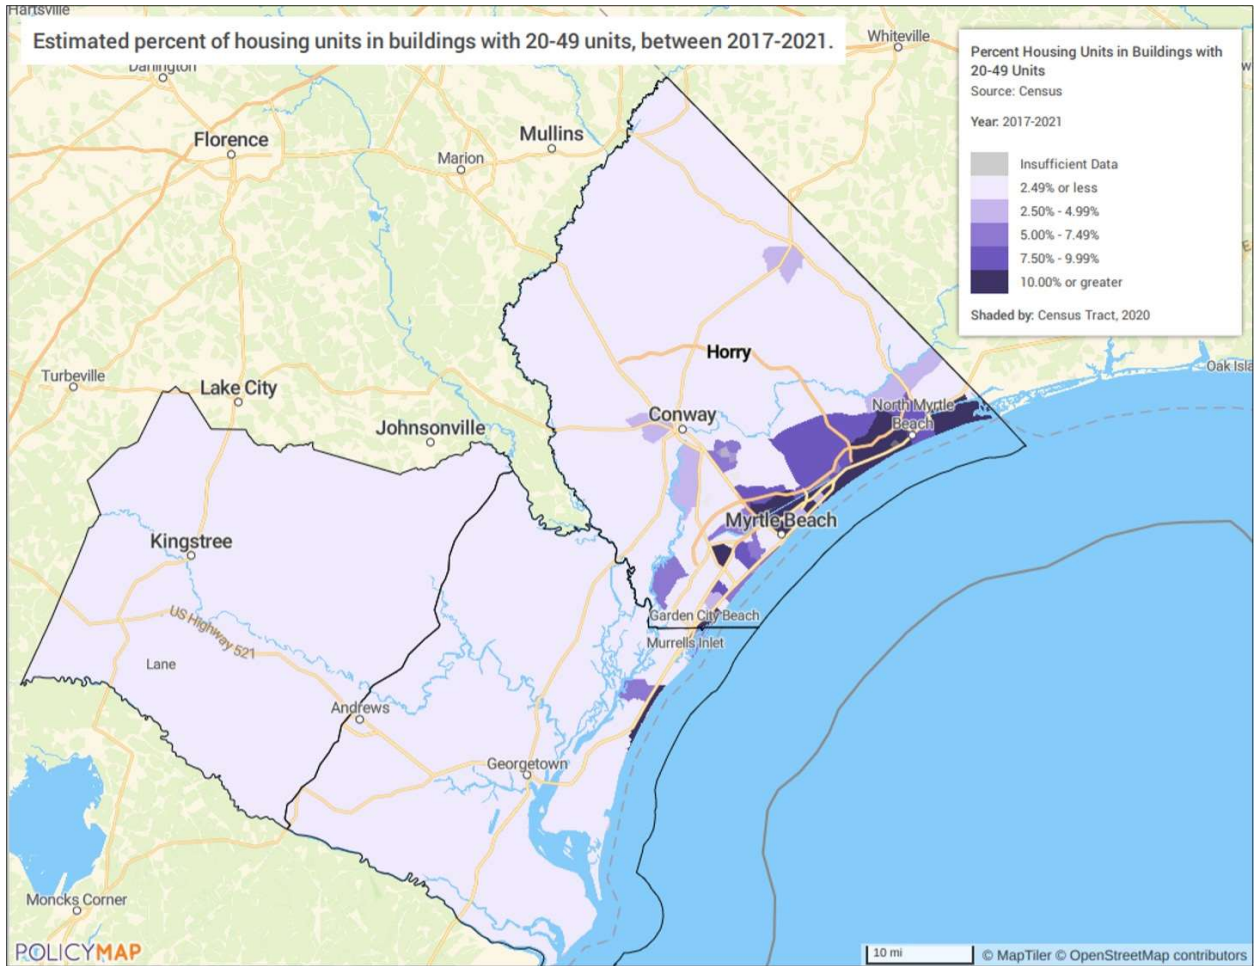 Hartsville
Estimated percent of housing units in buildings with 20-49 units, between 2017-2021.
Whiteville
Darlington
Florence
Mullins
Marion
Percent Housing Units in Buildings with
20-49 Units
Source: Census
Year: 2017-2021
Insufficient Data
2.49% or less
2.50% - 4.99%
5.00% - 7.49%
7.50% - 9.99%
10.00% or greater
Shaded by: Census Tract, 2020
Horry
Oak Isla
Turbeville
Lake City
Johnsonville
Conway
North Myrtle
Beach
Myrtle Beach
Kingstree
Garden City Beach
US Highway 521
Murrells Inlet
Lane
Andrews
Georgetown
Moncks Corner
POLICYMAP
10 mi
© MapTiler © OpenStreetMap contributors